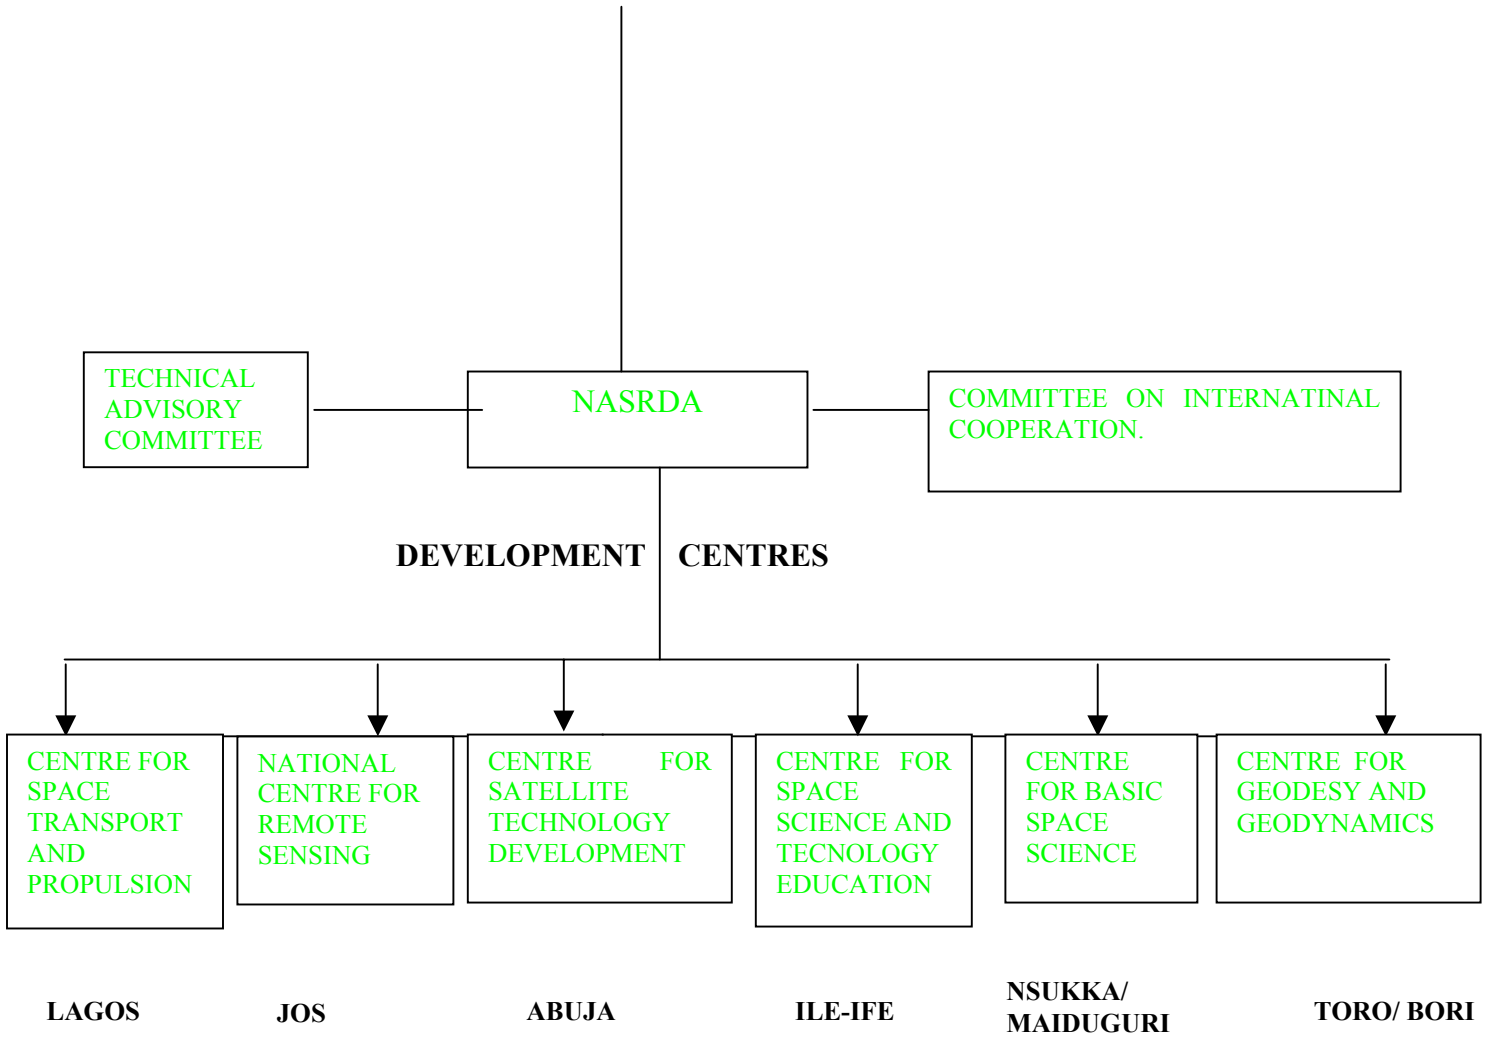 TECHNICAL
ADVISORY
COMMITTEE
NASRDA
COMMITTEE ON INTERNATINAL
COOPERATION.
DEVELOPMENT CENTRES
CENTRE FOR
SPACE
TRANSPORT
AND
PROPULSION
NATIONAL
CENTRE FOR
REMOTE
SENSING
CENTRE FOR
SATELLITE
TECHNOLOGY
DEVELOPMENT
CENTRE FOR
SPACE
SCIENCE AND
TECNOLOGY
EDUCATION
CENTRE
FOR BASIC
SPACE
SCIENCE
CENTRE FOR
GEODESY AND
GEODYNAMICS
LAGOS
JOS
ABUJA
ILE-IFE
NSUKKA/
MAIDUGURI
TORO/ BORI